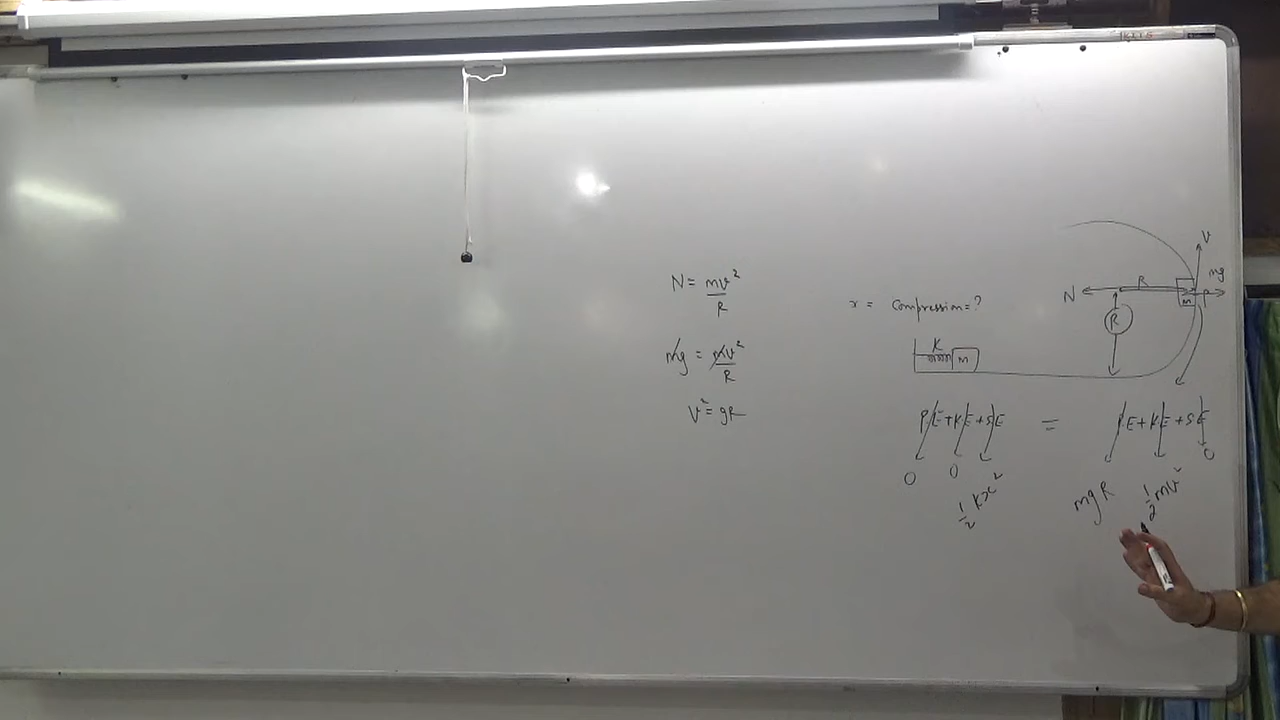 N = mv²/R
mg = mv²/R
v² = gR
x = Compression = ?
K
m
N
R
V
mg
m
R
PE + KE + SE = PE + KE + SE
0 0 ½ Kx² mgR ½ mv² 0